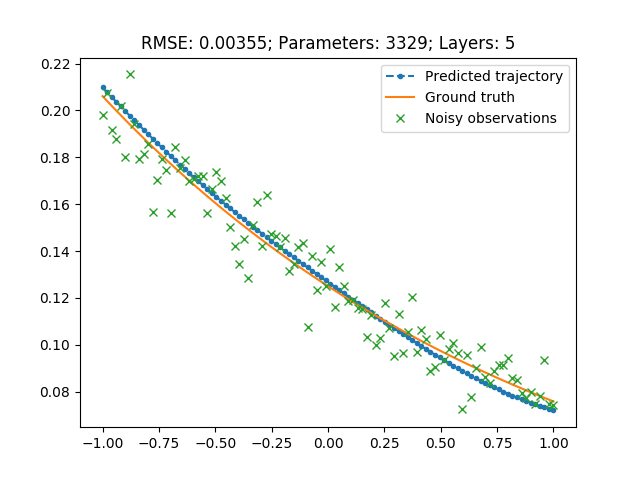 RMSE: 0.00355; Parameters: 3329; Layers: 5
Predicted trajectory
Ground truth
Noisy observations
0.22
0.20
0.18
0.16
0.14
0.12
0.10
0.08
−1.00 −0.75 −0.50 −0.25 0.00 0.25 0.50 0.75 1.00